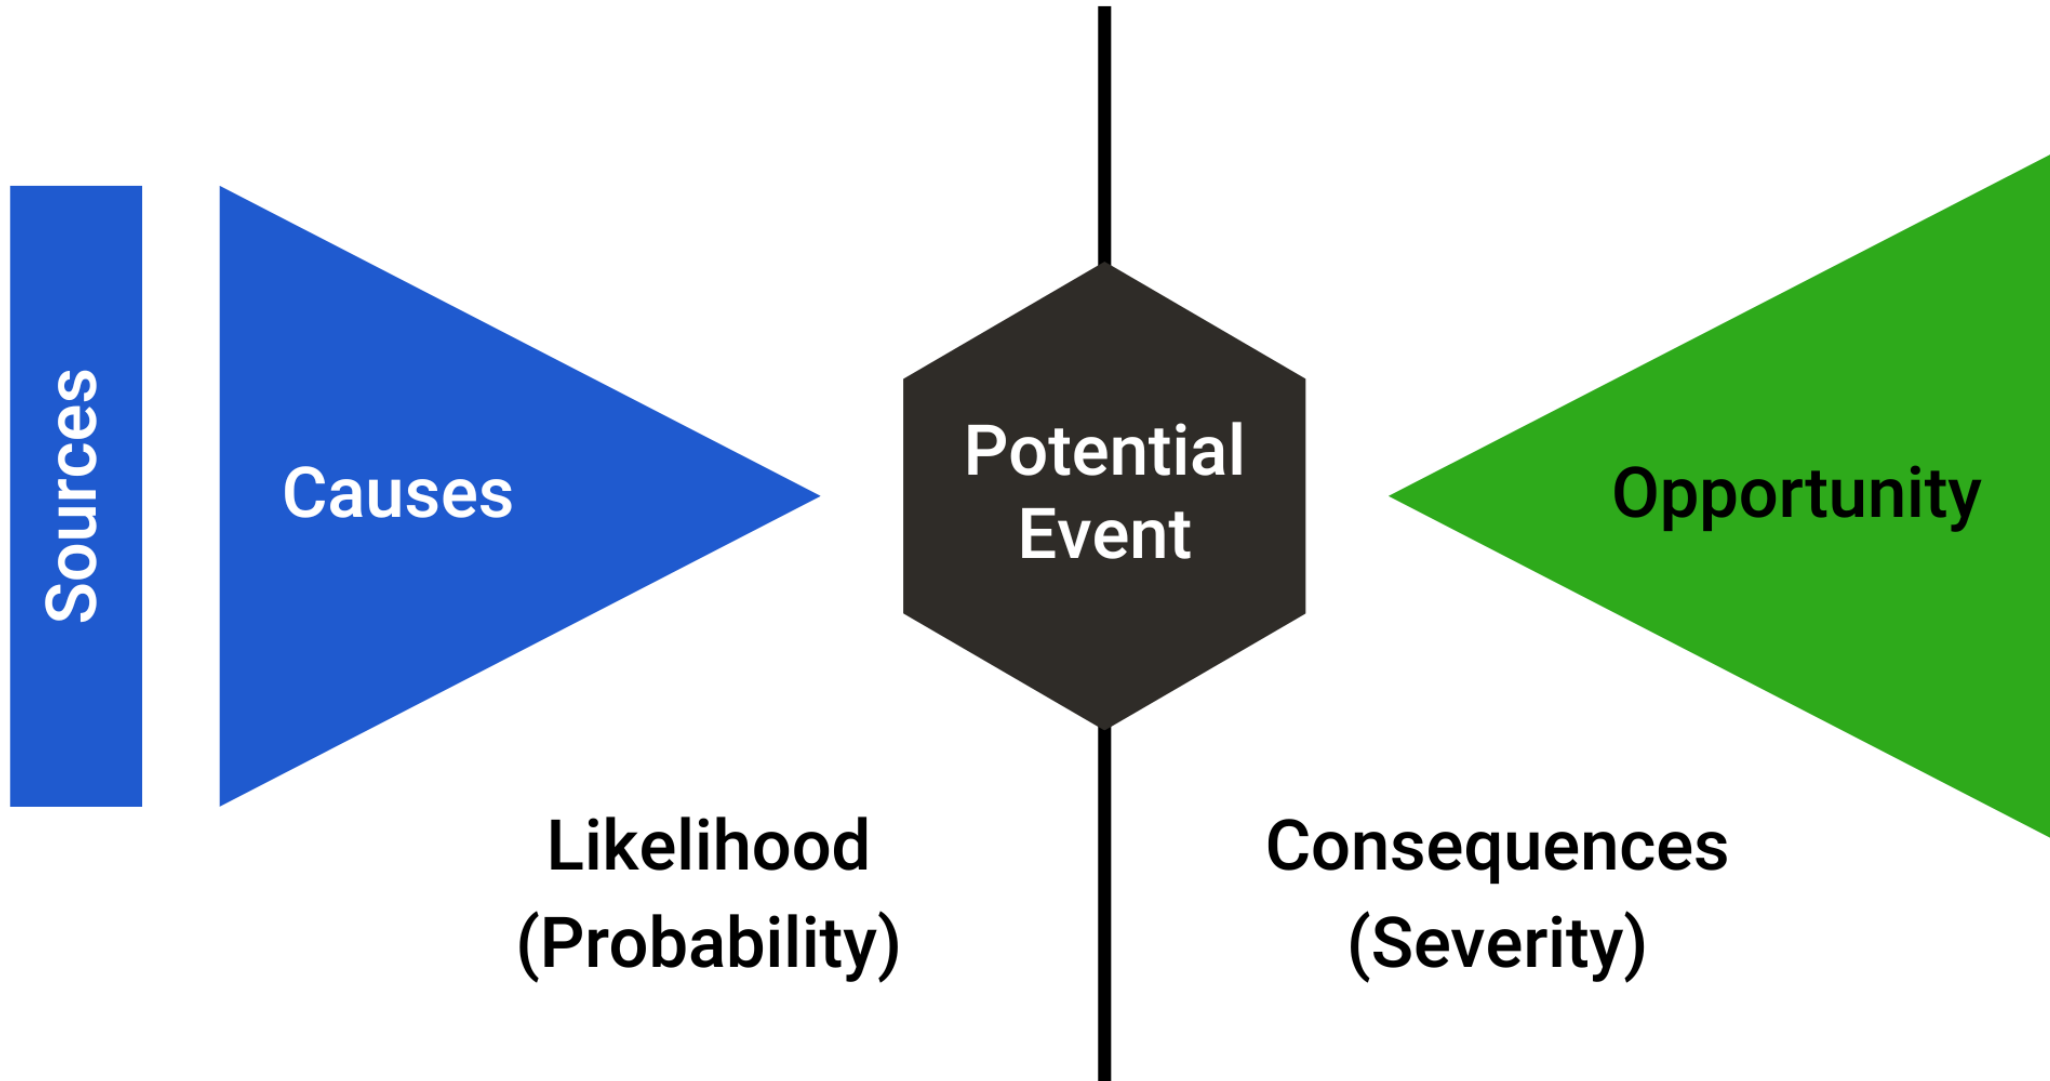 Sources
Causes
Potential
Event
Opportunity
Likelihood
(Probability)
Consequences
(Severity)